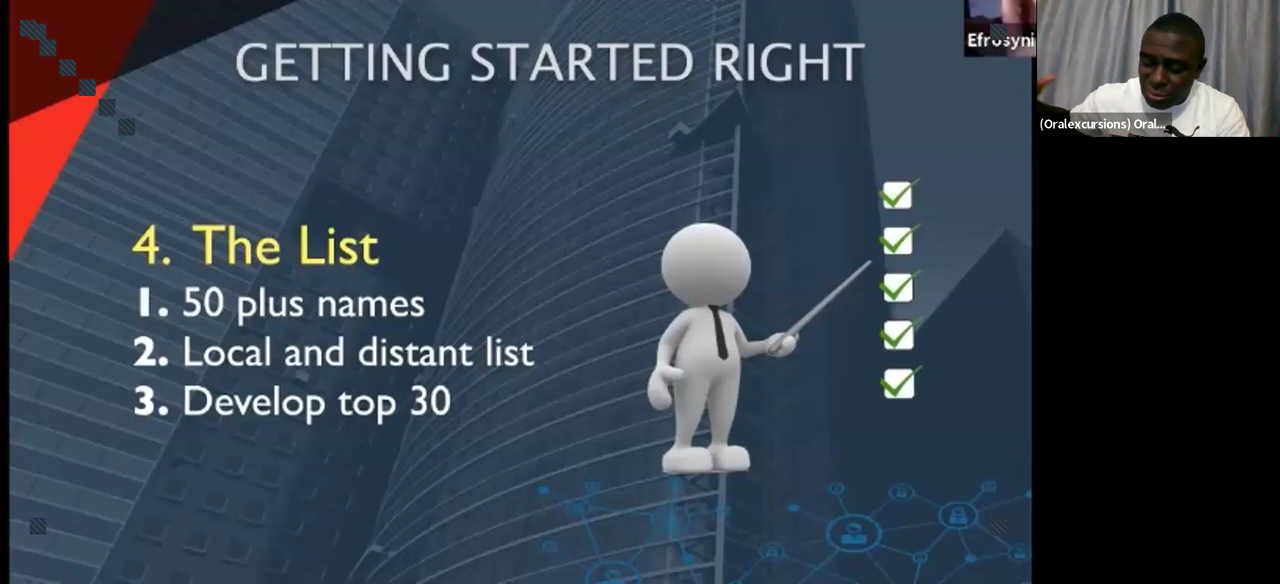 GETTING STARTED RIGHT
Efrosyni
(Oralexcursions) Oral...
4. The List
1. 50 plus names
2. Local and distant list
3. Develop top 30